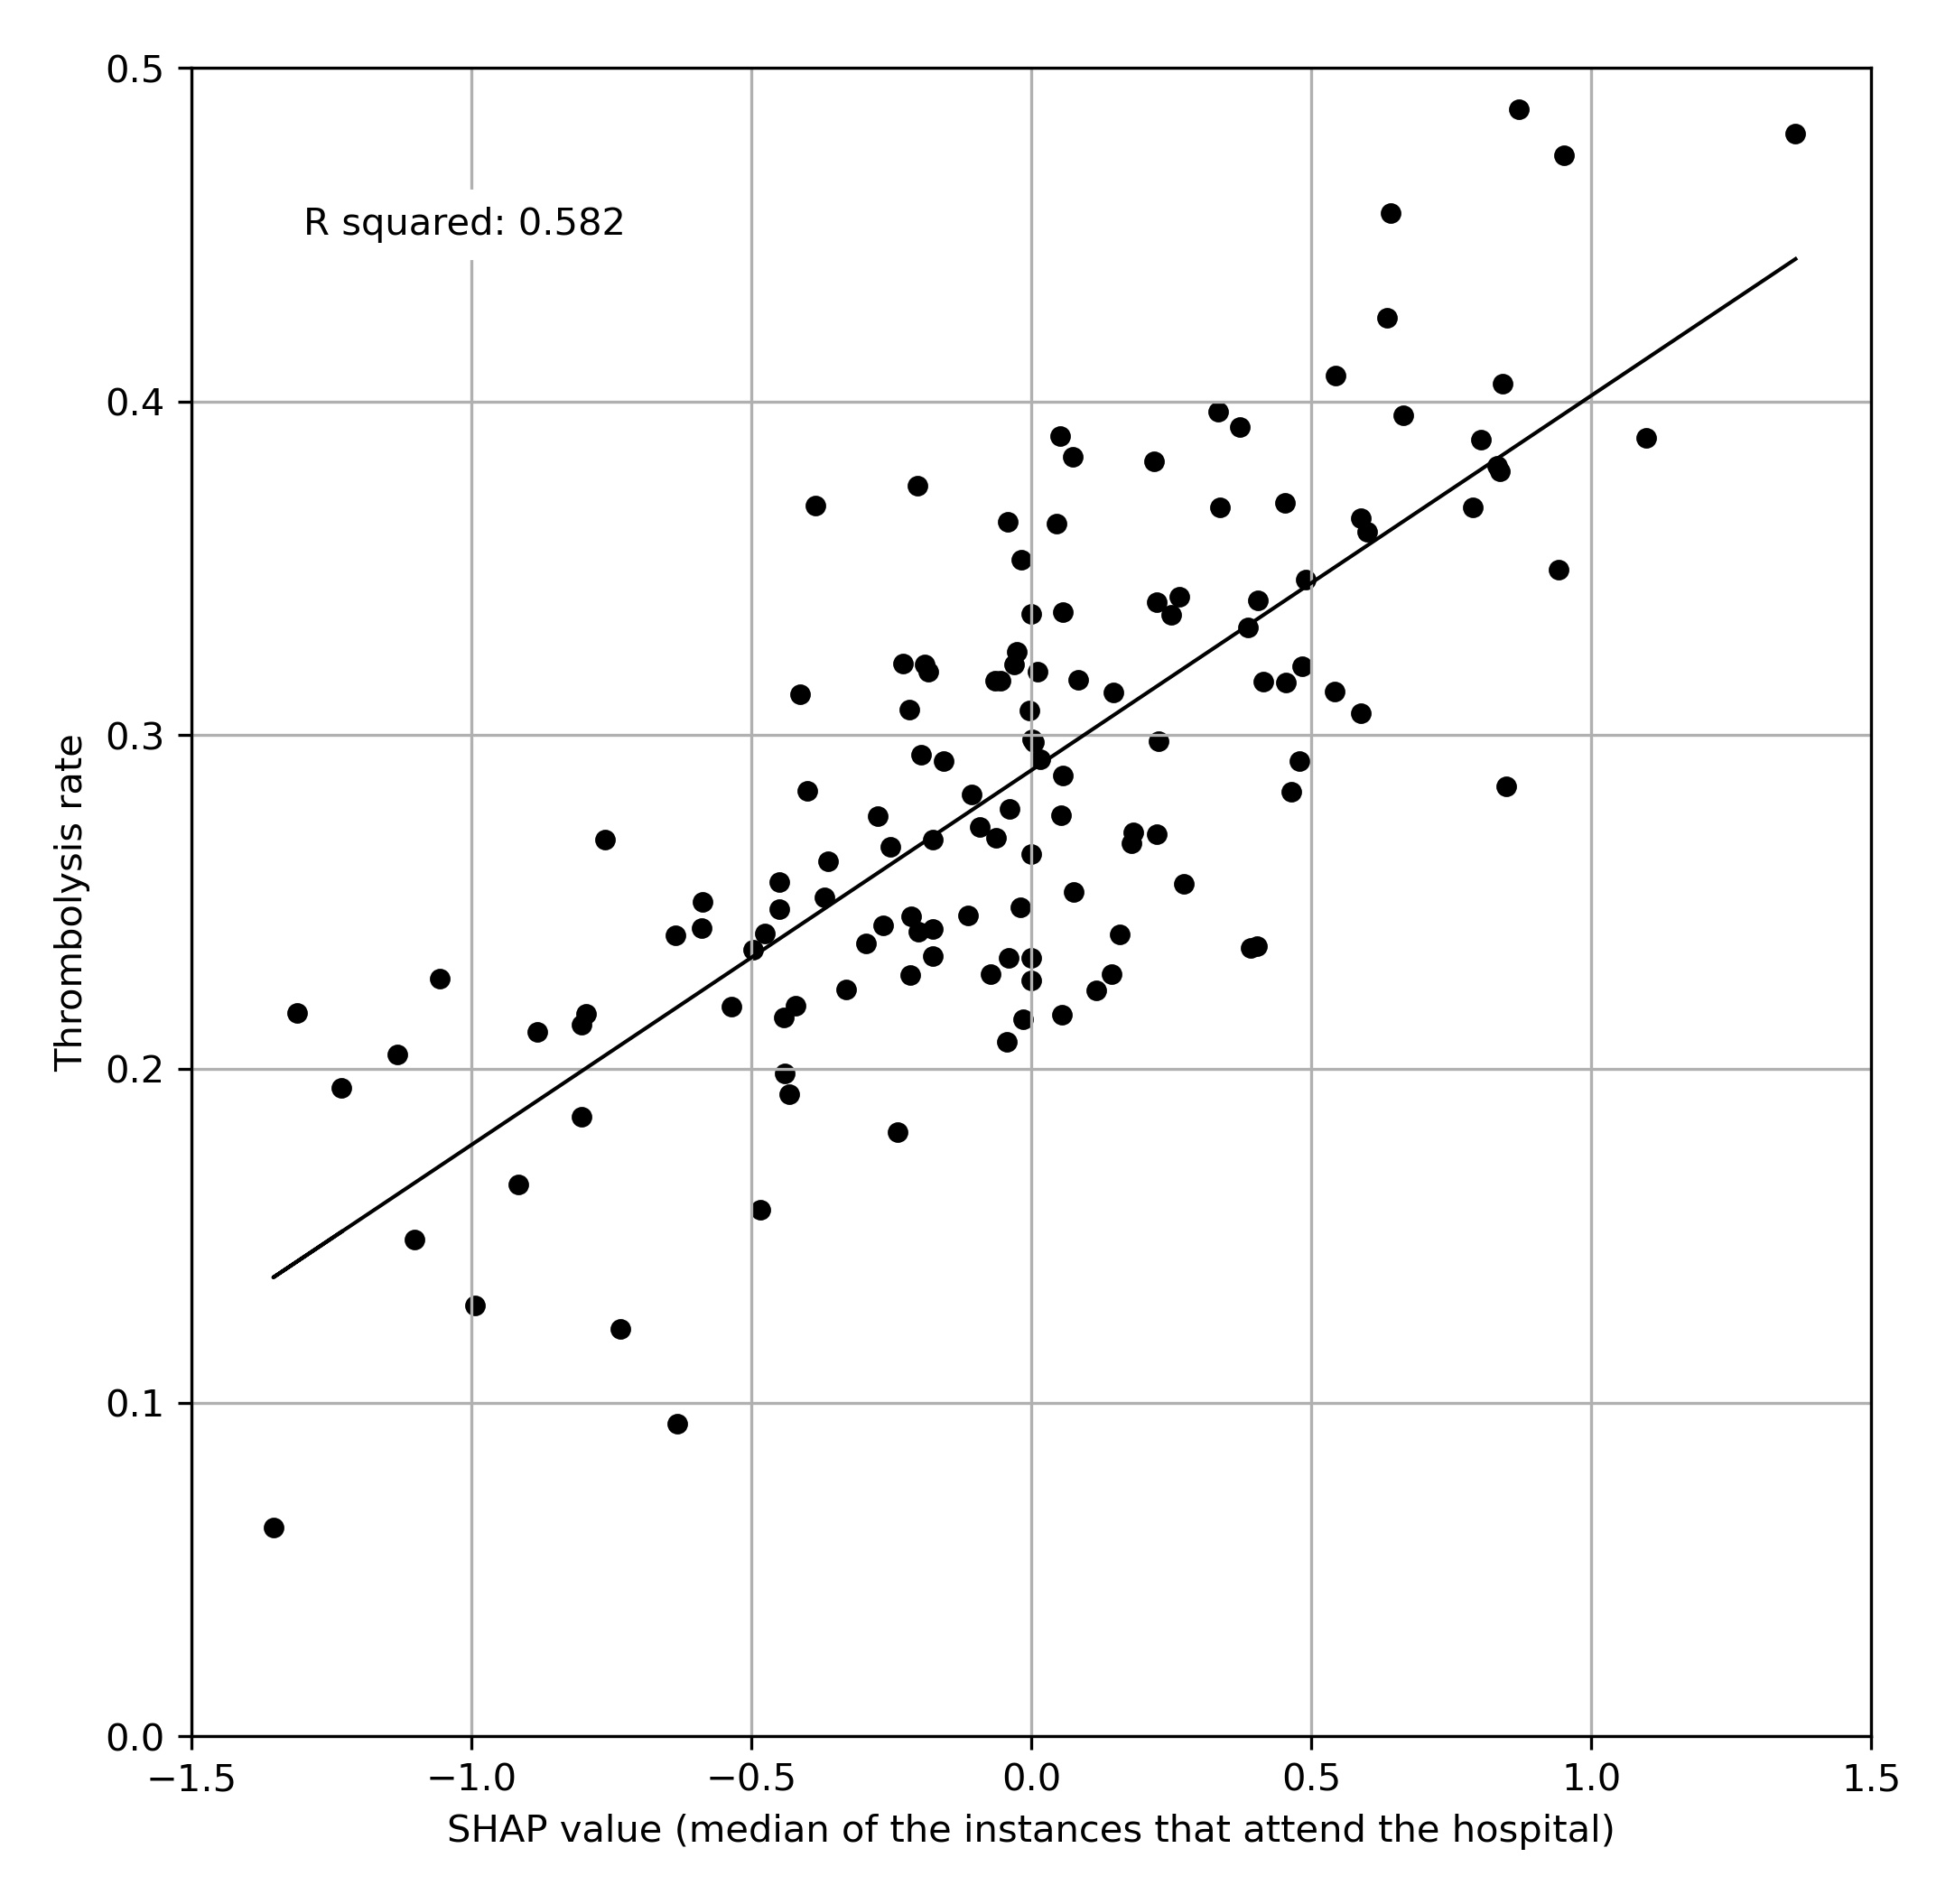 0.5
R squared: 0.582
0.4
0.3
Thrombolysis rate
0.2
0.1
0.0
−1.5 −1.0 −0.5 0.0 0.5 1.0 1.5
SHAP value (median of the instances that attend the hospital)